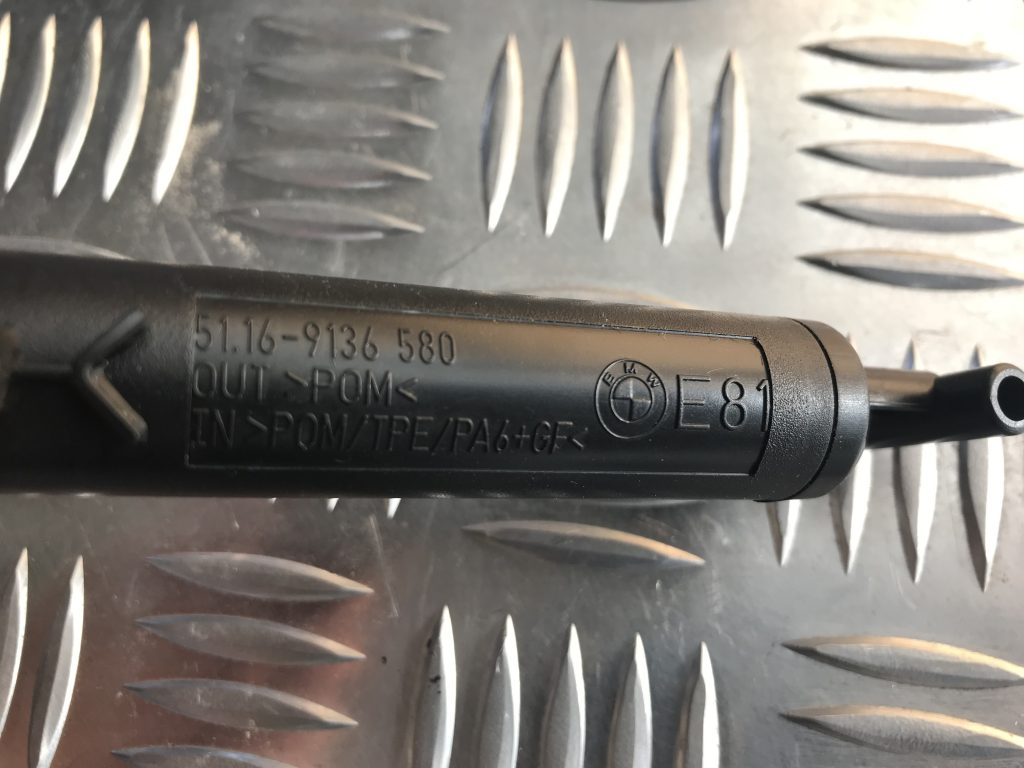 51.16-9136 580
OUT >POM<
IN >POM/TPE/PA6+GF<
BMW
E81